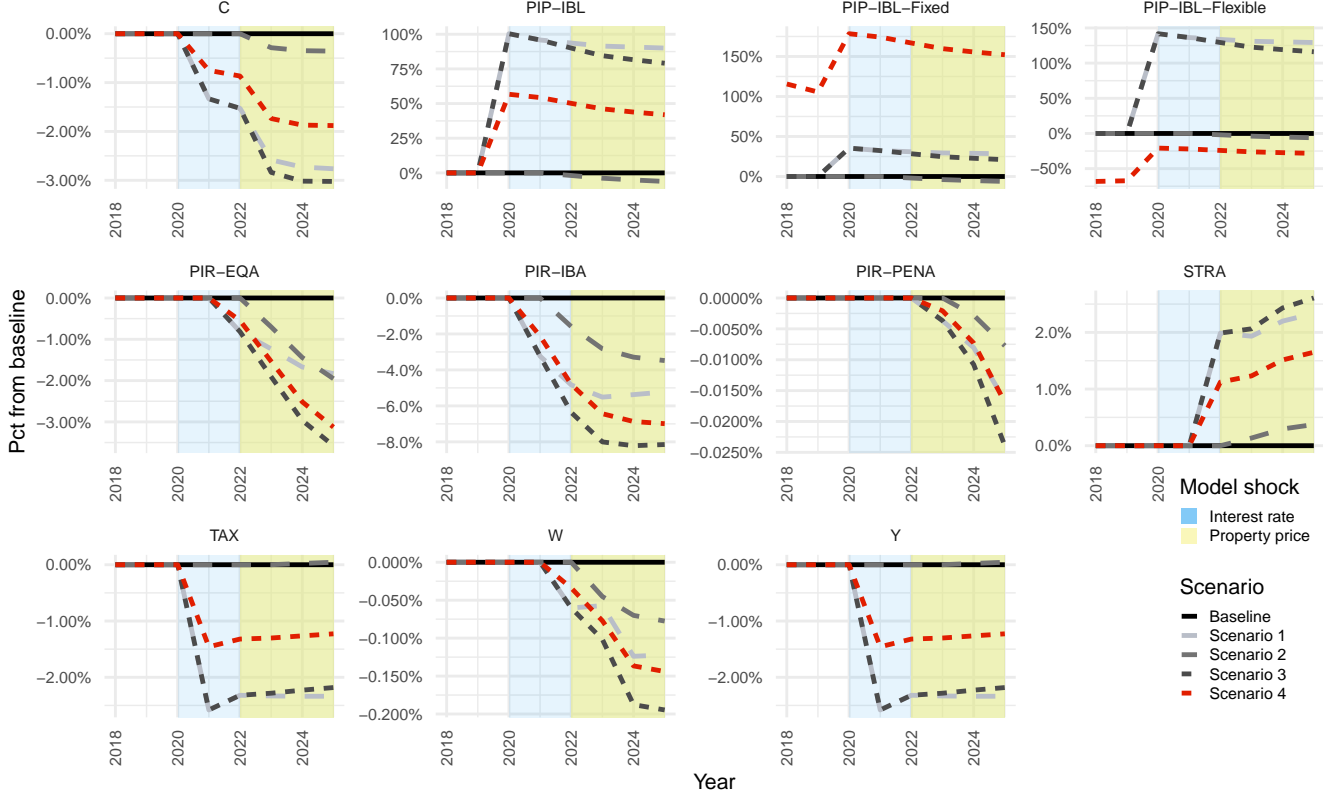 C
PIP−IBL
PIP−IBL−Fixed
PIP−IBL−Flexible
0.00%
−1.00%
−2.00%
−3.00%
100%
75%
50%
25%
0%
150%
100%
50%
0%
150%
100%
50%
0%
−50%
2018 2020 2022 2024
2018 2020 2022 2024
2018 2020 2022 2024
2018 2020 2022 2024
Pct from baseline
PIR−EQA
PIR−IBA
PIR−PENA
STRA
0.00%
−1.00%
−2.00%
−3.00%
0.0%
−2.0%
−4.0%
−6.0%
−8.0%
0.0000%
−0.0050%
−0.0100%
−0.0150%
−0.0200%
−0.0250%
2.0%
1.0%
0.0%
2018 2020 2022 2024
2018 2020 2022 2024
2018 2020 2022 2024
2018 2020 2022 2024
TAX
W
Y
0.00%
−1.00%
−2.00%
0.000%
−0.050%
−0.100%
−0.150%
−0.200%
0.00%
−1.00%
−2.00%
2018 2020 2022 2024
2018 2020 2022 2024
2018 2020 2022 2024
Year
Model shock
Interest rate
Property price
Scenario
Baseline
Scenario 1
Scenario 2
Scenario 3
Scenario 4